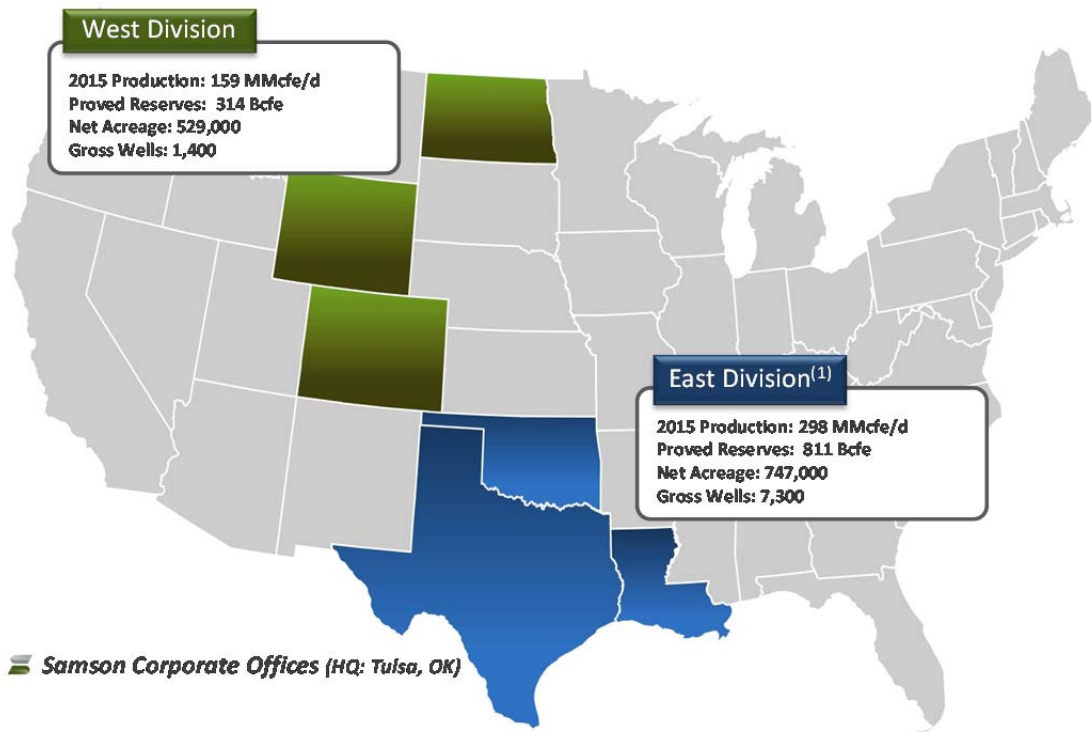 West Division
2015 Production: 159 MMcfe/d
Proved Reserves: 314 Bcfe
Net Acreage: 529,000
Gross Wells: 1,400
East Division(1)
2015 Production: 298 MMcfe/d
Proved Reserves: 811 Bcfe
Net Acreage: 747,000
Gross Wells: 7,300
Samson Corporate Offices (HQ: Tulsa, OK)